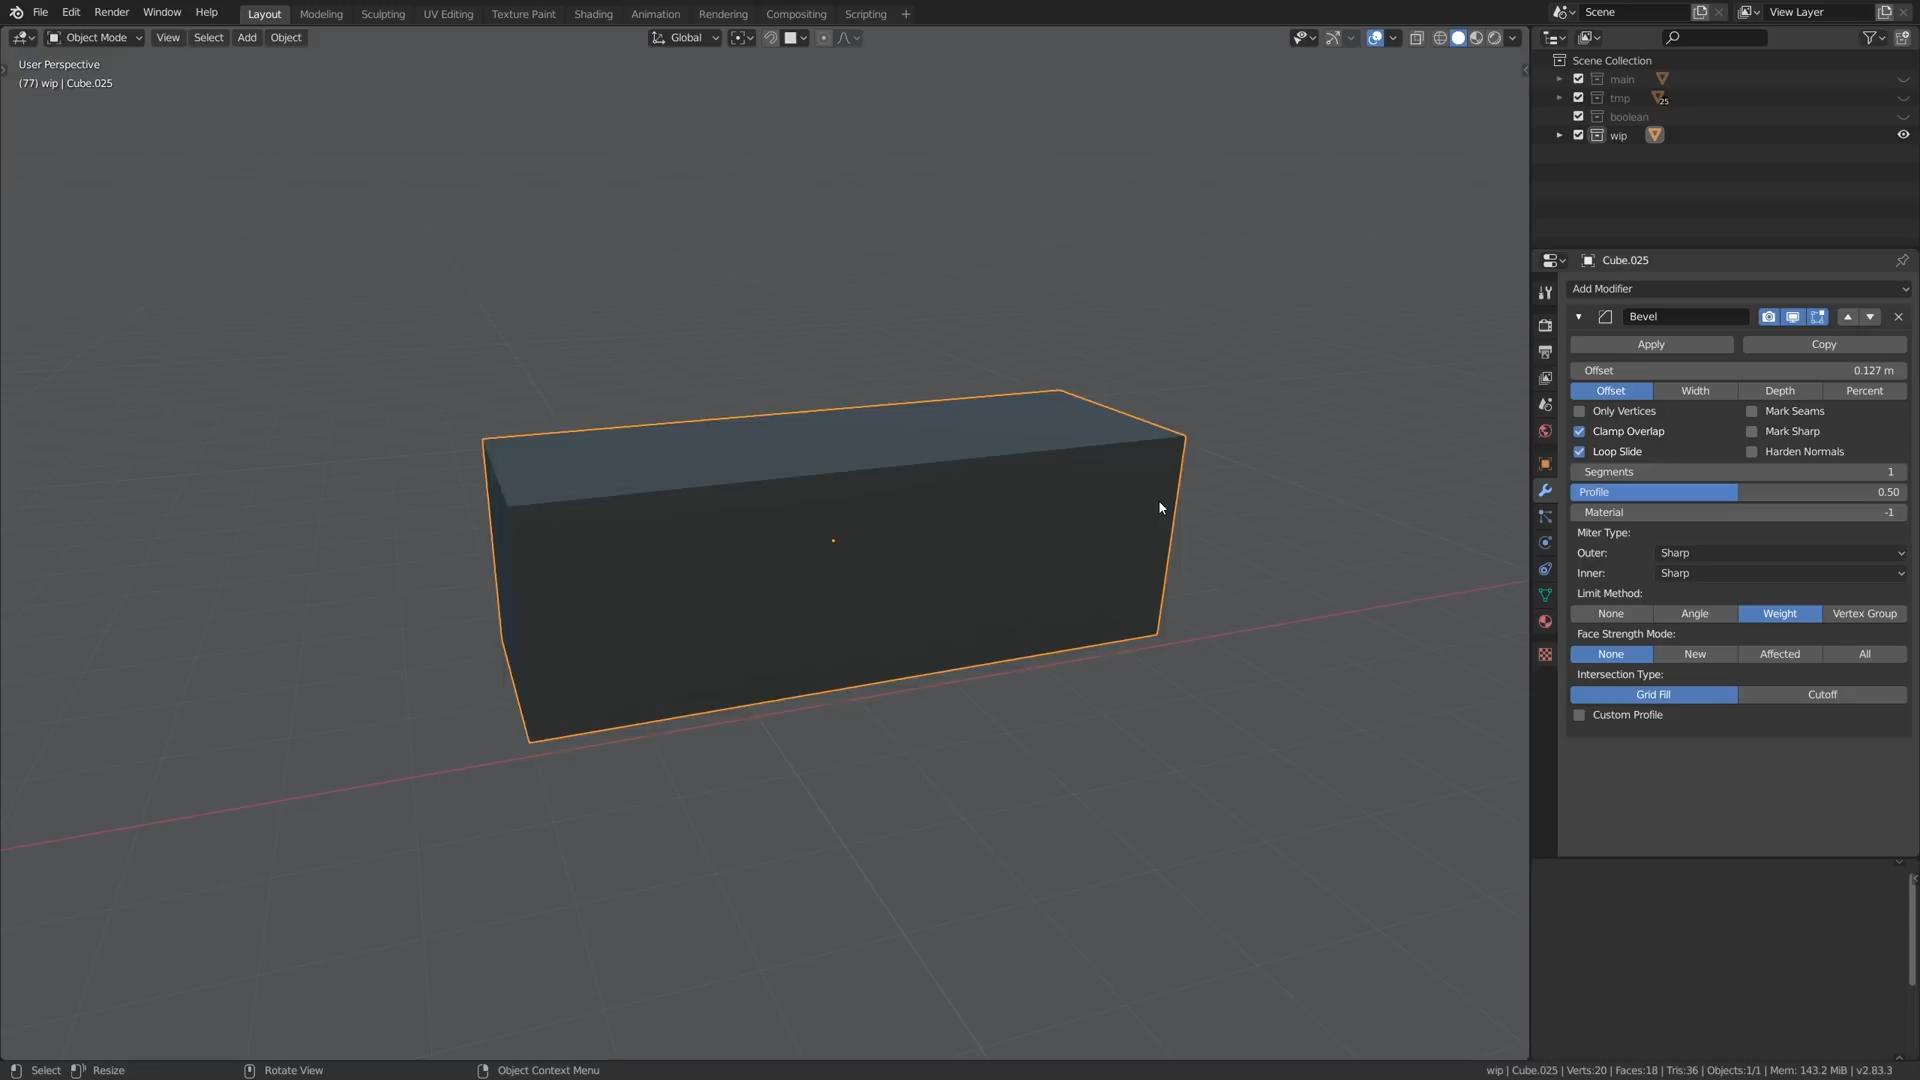 File Edit Render Window Help Layout Modeling Sculpting UV Editing Texture Paint Shading Animation Rendering Compositing Scripting + Scene View Layer
Object Mode View Select Add Object Global
User Perspective
(77) wip | Cube.025
Scene Collection
main
tmp 25
boolean
wip
Cube.025
Add Modifier
Bevel
Apply Copy
Offset 0.127 m
Offset Width Depth Percent
Only Vertices Mark Seams
Clamp Overlap Mark Sharp
Loop Slide Harden Normals
Segments 1
Profile 0.50
Material -1
Miter Type:
Outer: Sharp
Inner: Sharp
Limit Method:
None Angle Weight Vertex Group
Face Strength Mode:
None New Affected All
Intersection Type:
Grid Fill Cutoff
Custom Profile
Select Resize Rotate View Object Context Menu wip | Cube.025 | Verts:20 | Faces:18 | Tris:36 | Objects:1/1 | Mem: 143.2 MiB | v2.83.3